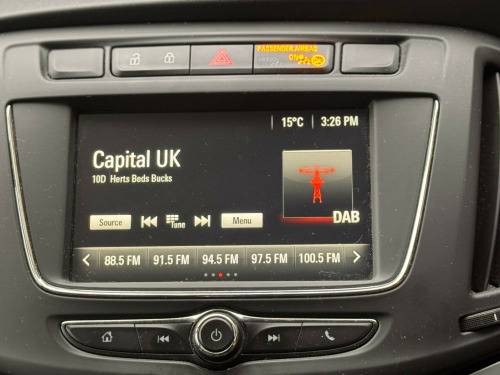 PASSENGER AIRBAG
ON
15°C 3:26 PM
Capital UK
10D Herts Beds Bucks
Source Tune Menu
DAB
88.5 FM 91.5 FM 94.5 FM 97.5 FM 100.5 FM